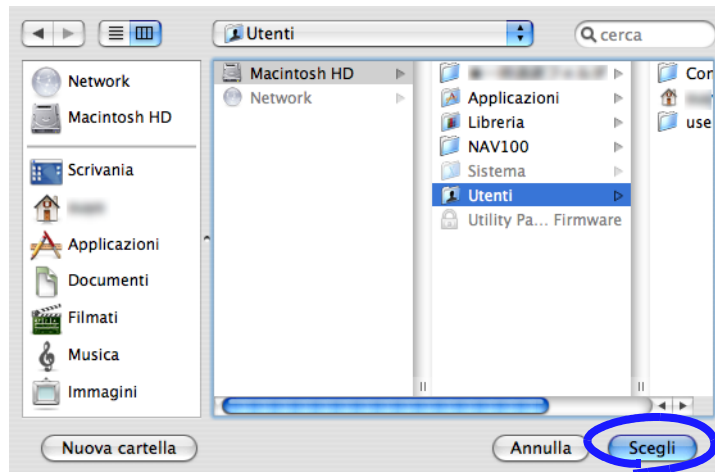 Utenti
cerca
Network
Macintosh HD
Scrivania
Applicazioni
Documenti
Filmati
Musica
Immagini
Macintosh HD
Network
Applicazioni
Libreria
NAV100
Sistema
Utenti
Utility Pa... Firmware
Con
use
Nuova cartella
Annulla
Scegli